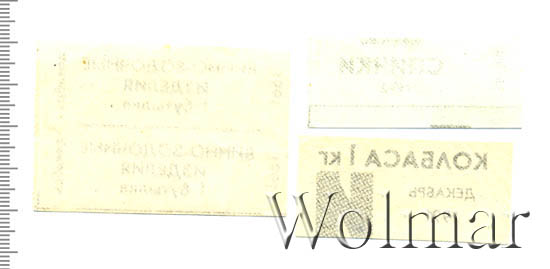 ВИННО-ВОДОЧНЫЕ
ИЗДЕЛИЯ
1 бутылка
ВИННО-ВОДОЧНЫЕ
ИЗДЕЛИЯ
1 бутылка
СПИЧКИ
КОЛБАСА 1 кг
ДЕКАБРЬ
Wolmar